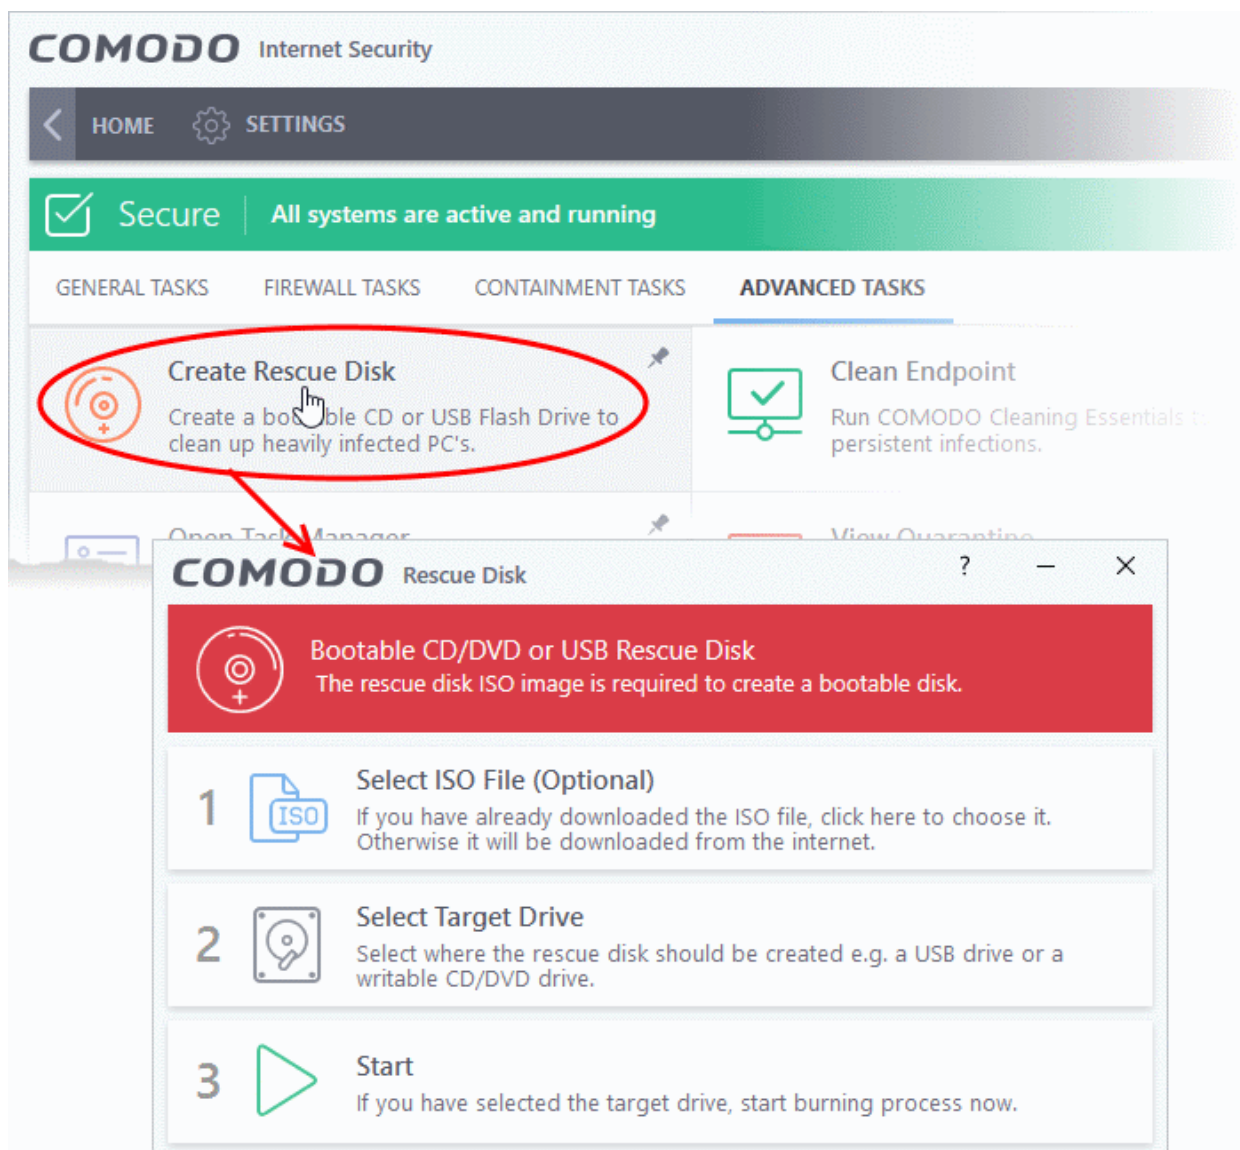 COMODO Internet Security
HOME SETTINGS
Secure All systems are active and running
GENERAL TASKS FIREWALL TASKS CONTAINMENT TASKS ADVANCED TASKS
Create Rescue Disk
Create a bootable CD or USB Flash Drive to
clean up heavily infected PC's.
Clean Endpoint
Run COMODO Cleaning Essentials to
persistent infections.
Open Task Manager
View Quarantine
COMODO Rescue Disk
?
Bootable CD/DVD or USB Rescue Disk
The rescue disk ISO image is required to create a bootable disk.
1
ISO
Select ISO File (Optional)
If you have already downloaded the ISO file, click here to choose it.
Otherwise it will be downloaded from the internet.
2
Select Target Drive
Select where the rescue disk should be created e.g. a USB drive or a
writable CD/DVD drive.
3
Start
If you have selected the target drive, start burning process now.